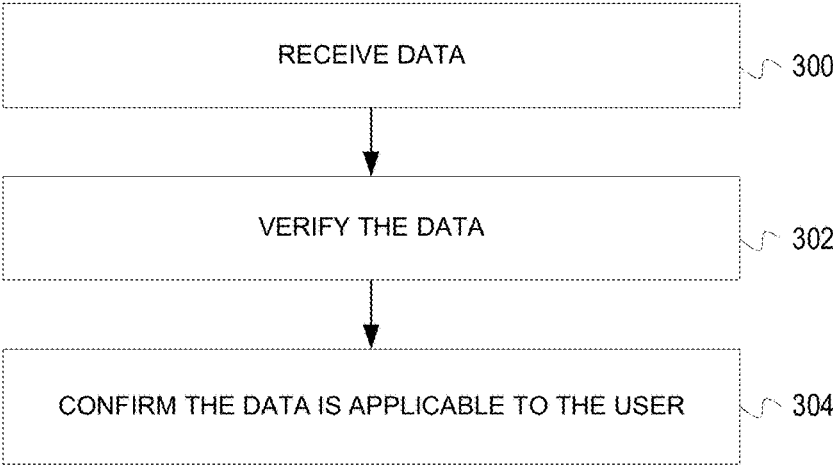 RECEIVE DATA
300
VERIFY THE DATA
302
CONFIRM THE DATA IS APPLICABLE TO THE USER
304